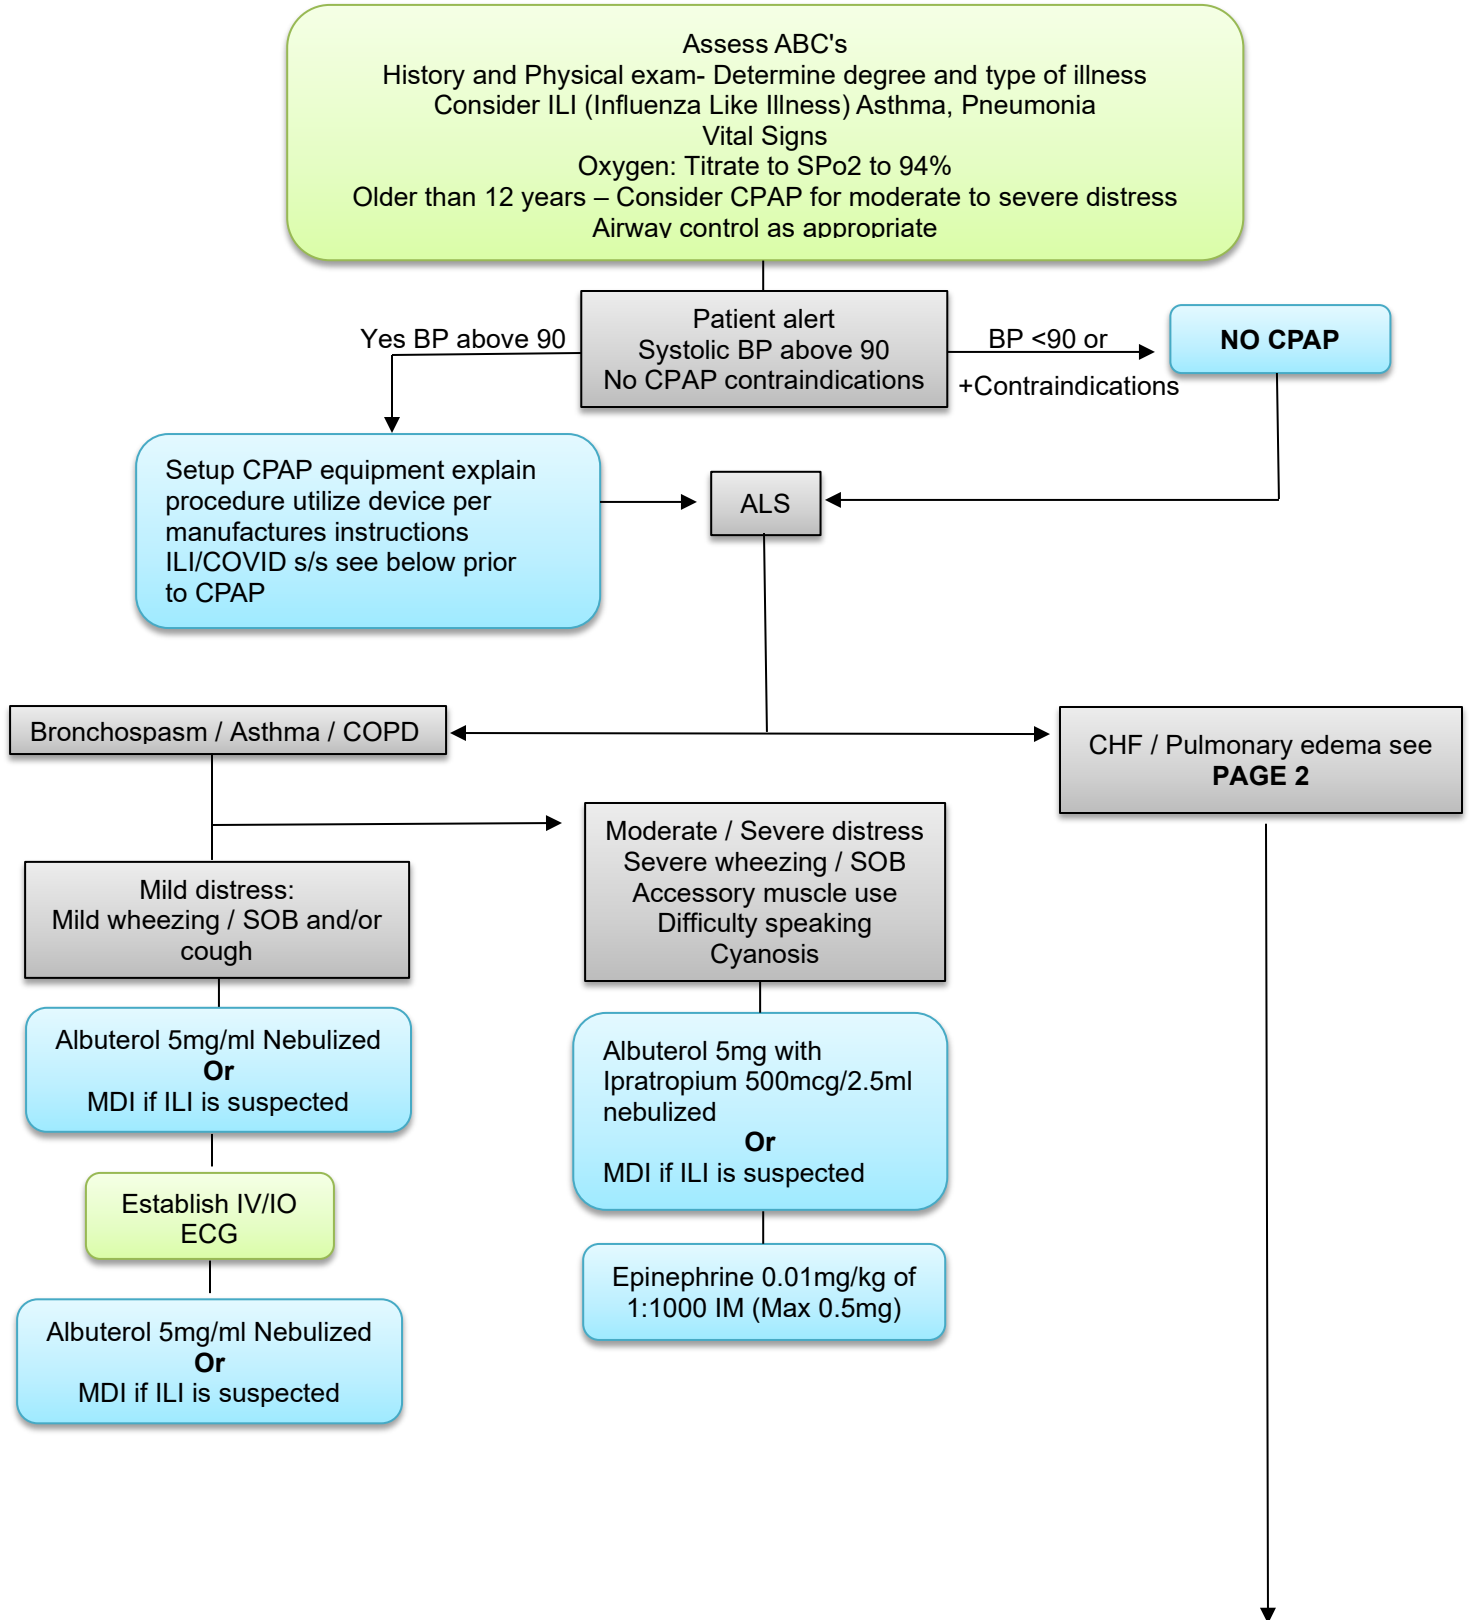 Assess ABC's
History and Physical exam- Determine degree and type of illness
Consider ILI (Influenza Like Illness) Asthma, Pneumonia
Vital Signs
Oxygen: Titrate to SPo2 to 94%
Older than 12 years – Consider CPAP for moderate to severe distress
Airway control as appropriate
Yes BP above 90
Patient alert
Systolic BP above 90
No CPAP contraindications
BP <90 or
+Contraindications
NO CPAP
Setup CPAP equipment explain
procedure utilize device per
manufactures instructions
ILI/COVID s/s see below prior
to CPAP
ALS
Bronchospasm / Asthma / COPD
CHF / Pulmonary edema see
PAGE 2
Mild distress:
Mild wheezing / SOB and/or
cough
Moderate / Severe distress
Severe wheezing / SOB
Accessory muscle use
Difficulty speaking
Cyanosis
Albuterol 5mg/ml Nebulized
Or
MDI if ILI is suspected
Albuterol 5mg with
Ipratropium 500mcg/2.5ml
nebulized
Or
MDI if ILI is suspected
Establish IV/IO
ECG
Epinephrine 0.01mg/kg of
1:1000 IM (Max 0.5mg)
Albuterol 5mg/ml Nebulized
Or
MDI if ILI is suspected